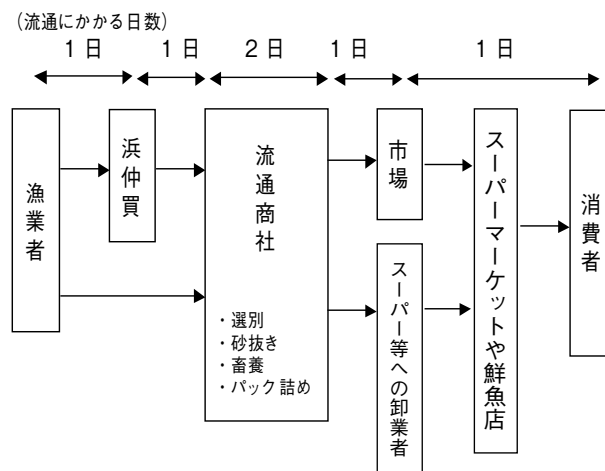 (流通にかかる日数)
1日
1日
2日
1日
1日
漁業者
浜仲買
流通商社
・選別
・砂抜き
・畜養
・パック詰め
市場
スーパー等への卸業者
スーパーマーケットや鮮魚店
消費者